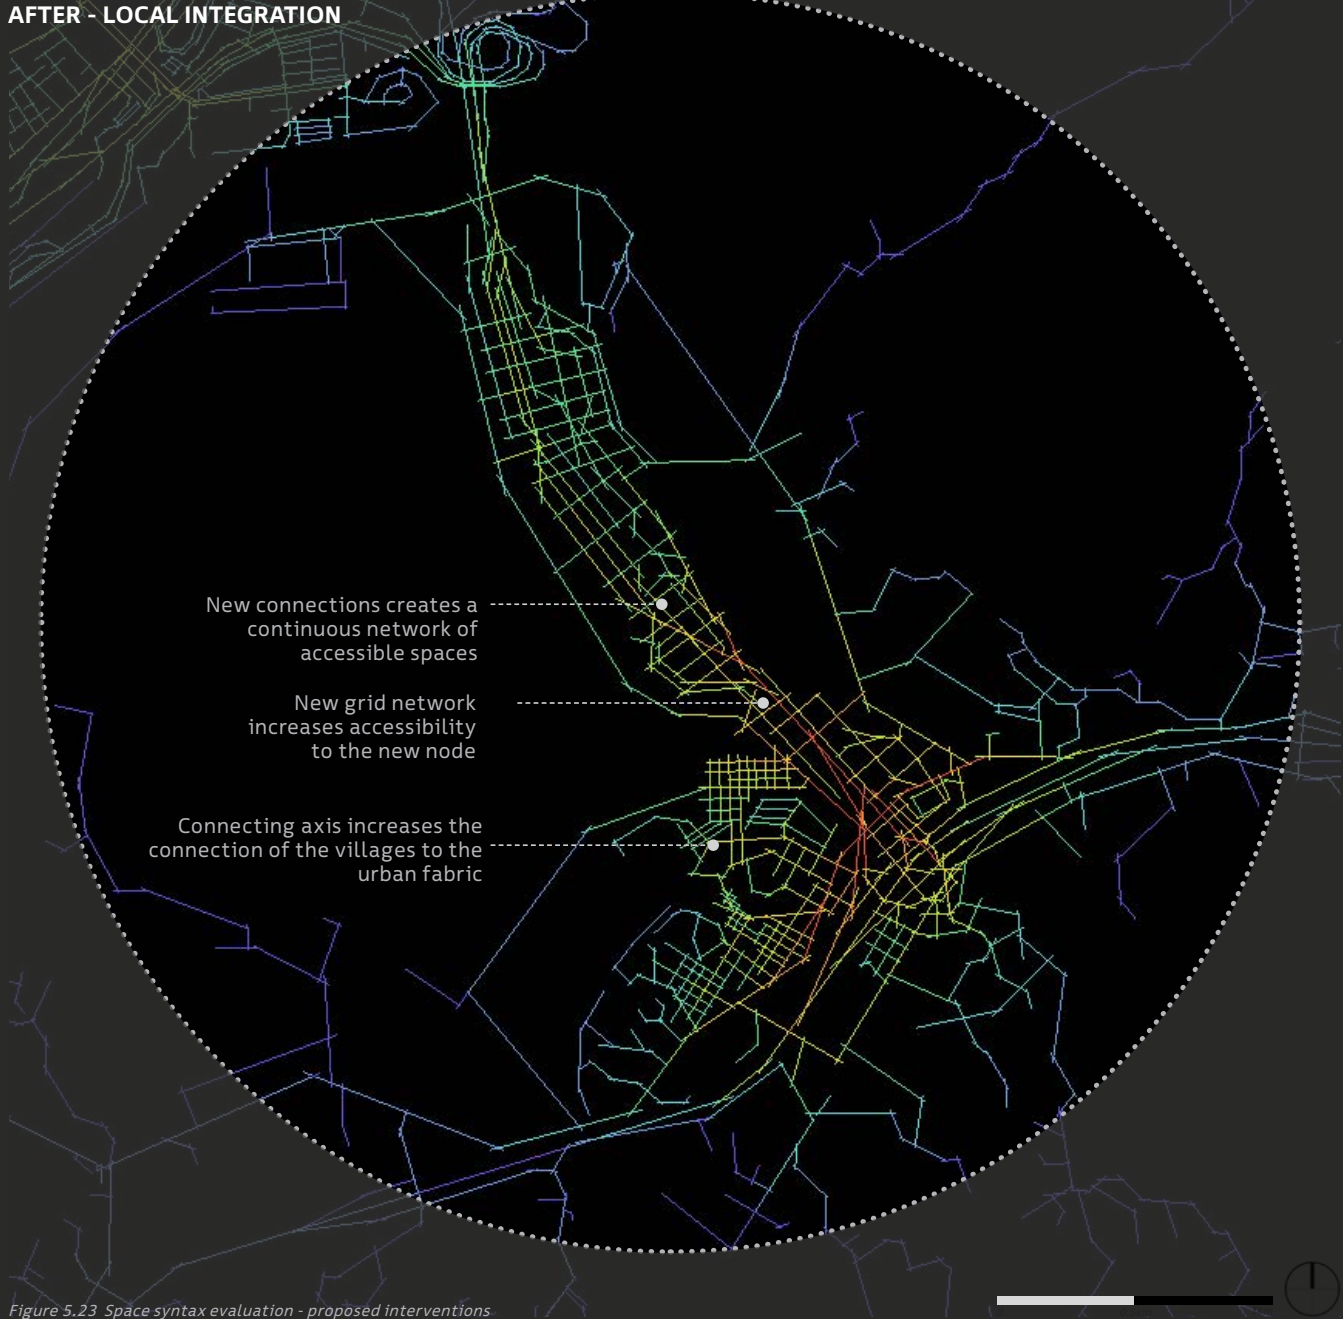 AFTER - LOCAL INTEGRATION
New connections creates a
continuous network of
accessible spaces
New grid network
increases accessibility
to the new node
Connecting axis increases the
connection of the villages to the
urban fabric
Figure 5.23 Space syntax evaluation - proposed interventions